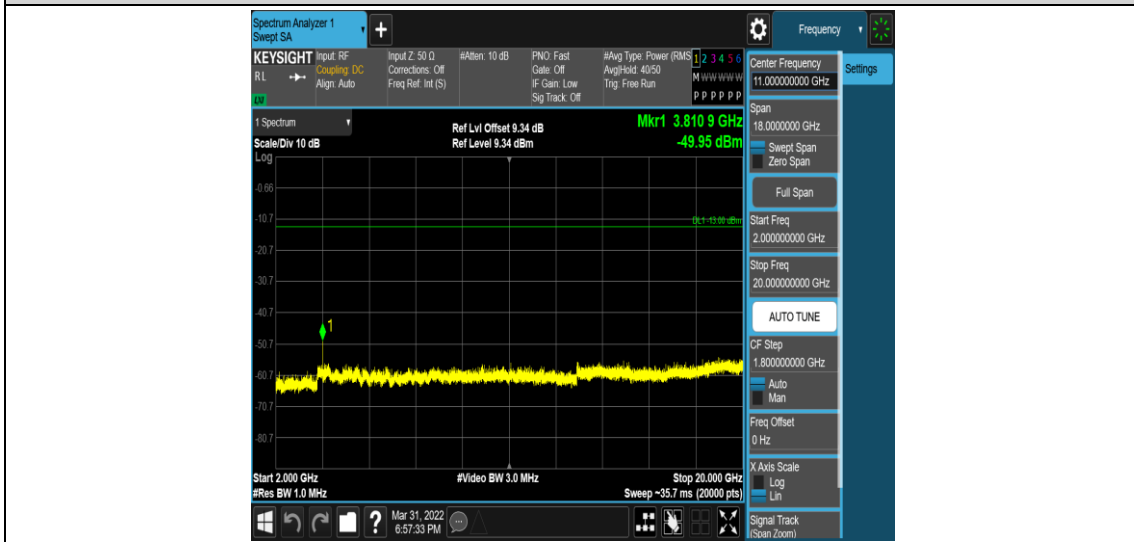 Spectrum Analyzer 1
Swept SA
+
Frequency
KEYSIGHT
RL
LXI
Input: RF
Coupling: DC
Align: Auto
Input Z: 50 Ω
Corrections: Off
Freq Ref: Int (S)
#Atten: 10 dB
PNO: Fast
Gate: Off
IF Gain: Low
Sig Track: Off
#Avg Type: Power (RMS
Avg|Hold: 40/50
Trig: Free Run
1 2 3 4 5 6
M W W W W W
P P P P P P
1 Spectrum
Scale/Div 10 dB
Log
Ref Lvl Offset 9.34 dB
Ref Level 9.34 dBm
Mkr1 3.810 9 GHz
-49.95 dBm
-0.66
-10.7
DL1 -13.00 dBm
-20.7
-30.7
-40.7
1
-50.7
-60.7
-70.7
-80.7
Start 2.000 GHz
#Res BW 1.0 MHz
#Video BW 3.0 MHz
Stop 20.000 GHz
Sweep ~35.7 ms (20000 pts)
?
Mar 31, 2022
6:57:33 PM
Center Frequency
11.000000000 GHz
Settings
Span
18.0000000 GHz
Swept Span
Zero Span
Full Span
Start Freq
2.000000000 GHz
Stop Freq
20.000000000 GHz
AUTO TUNE
CF Step
1.800000000 GHz
Auto
Man
Freq Offset
0 Hz
X Axis Scale
Log
Lin
Signal Track
(Span Zoom)